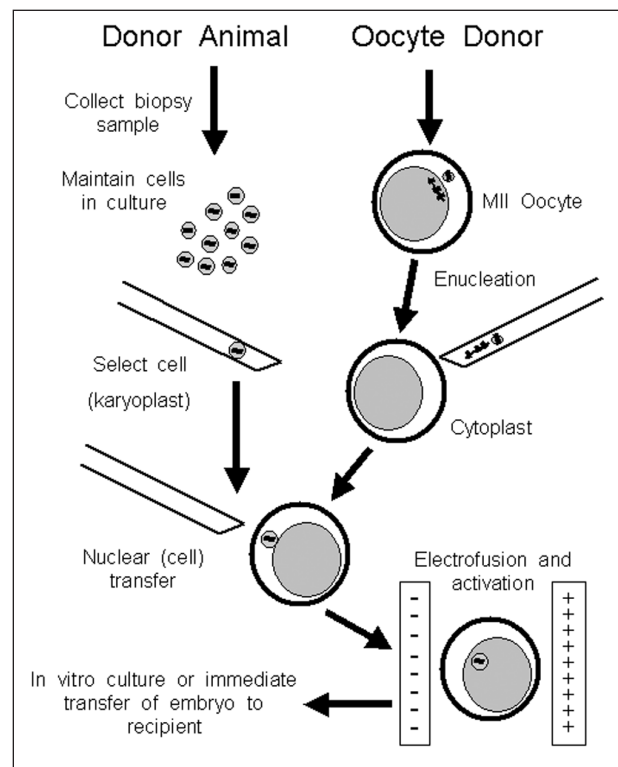 Donor Animal
Oocyte Donor
Collect biopsy
sample
Maintain cells
in culture
MII Oocyte
Enucleation
Select cell
(karyoplast)
Cytoplast
Nuclear (cell)
transfer
Electrofusion and
activation
-
-
-
-
-
-
-
-
-
+
+
+
+
+
+
+
+
+
In vitro culture or immediate
transfer of embryo to
recipient